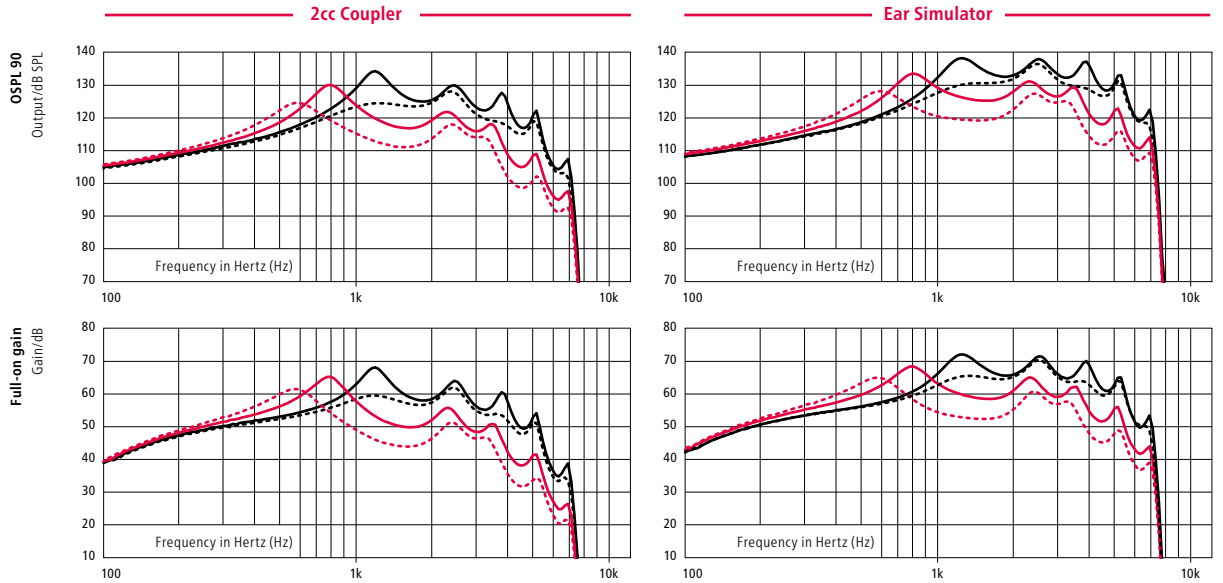 2cc Coupler
Ear Simulator
OSPL 90
Output/dB SPL
140
130
120
110
100
90
80
70
Frequency in Hertz (Hz)
100
1k
10k
140
130
120
110
100
90
80
70
Frequency in Hertz (Hz)
100
1k
10k
Full-on gain
Gain/dB
80
70
60
50
40
30
20
10
Frequency in Hertz (Hz)
100
1k
10k
80
70
60
50
40
30
20
10
Frequency in Hertz (Hz)
100
1k
10k